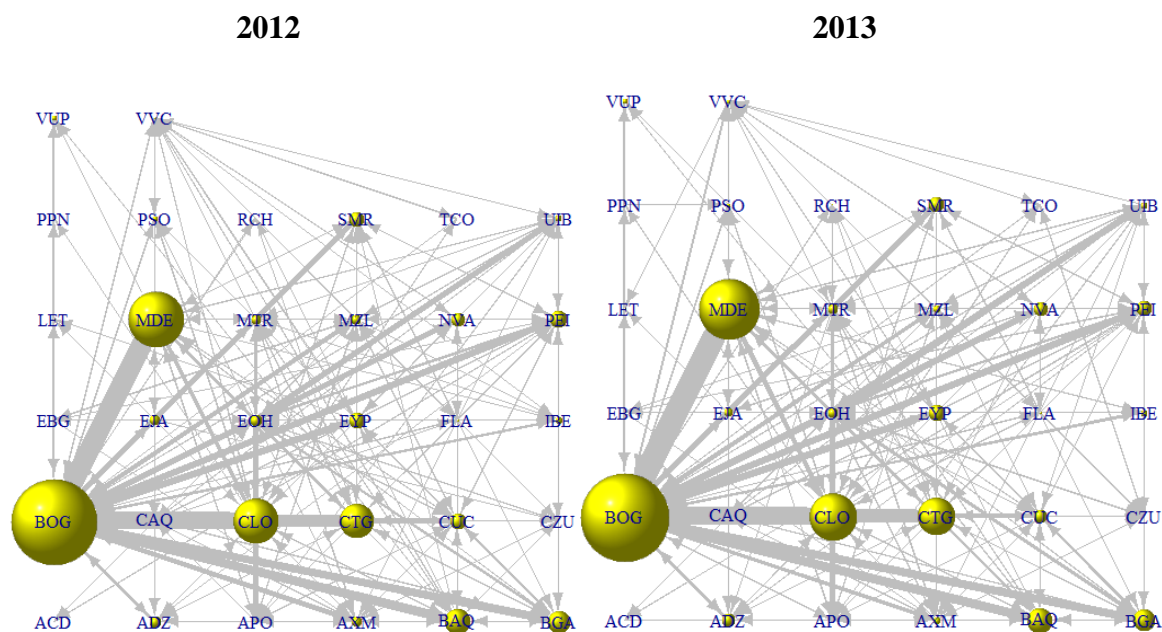 2012 2013
VUP VVC VUP VVC
PPN PSO RCH SMR TCO UIB PPN PSO RCH SMR TCO UIB
LET MDE MTR MZL NVA PEI LET MDE MTR MZL NVA PEI
EBG EJA EOH EYP FLA IBE EBG EJA EOH EYP FLA IBE
BOG CAQ CLO CTG CUC CZU BOG CAQ CLO CTG CUC CZU
ACD ADZ APO AXM BAQ BGA ACD ADZ APO AXM BAQ BGA